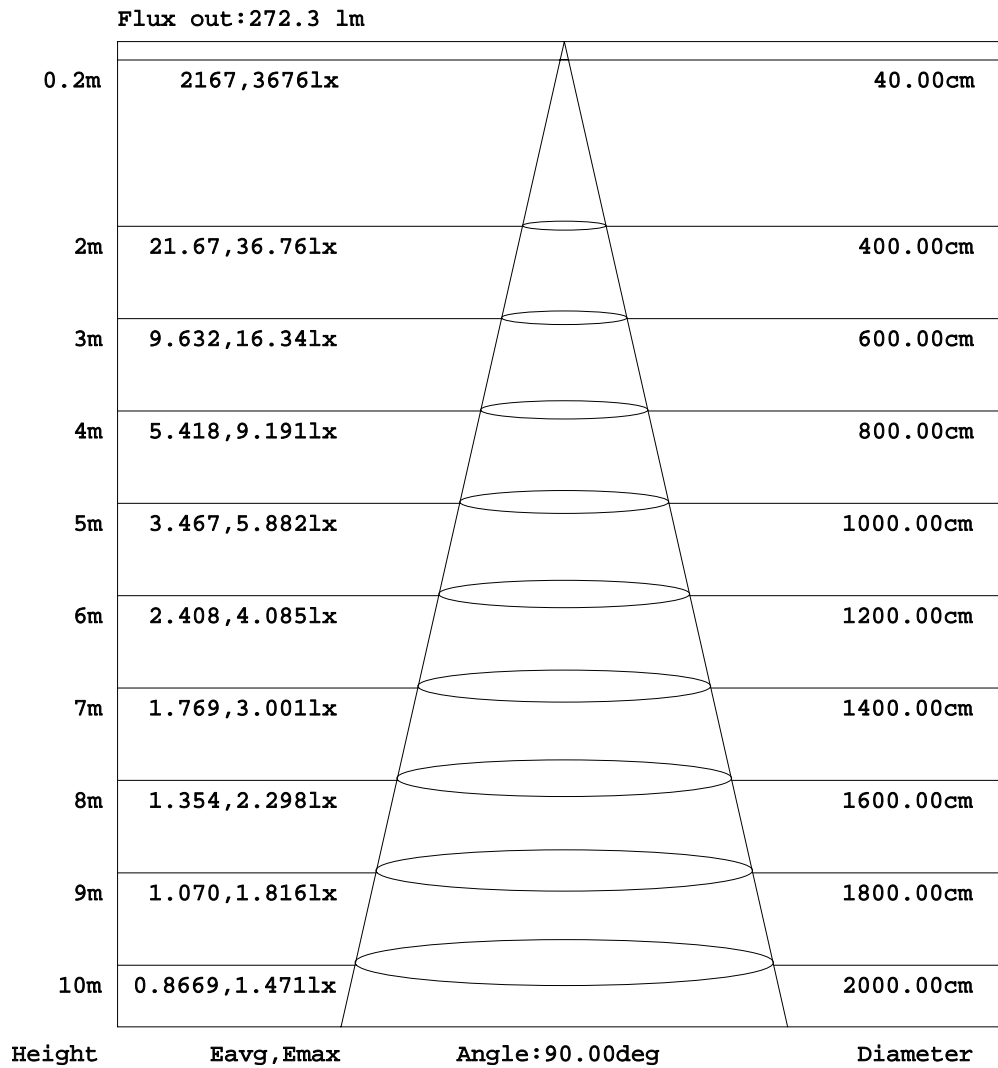 Flux out:272.3 lm
0.2m 2167,3676lx 40.00cm
2m 21.67,36.76lx 400.00cm
3m 9.632,16.34lx 600.00cm
4m 5.418,9.191lx 800.00cm
5m 3.467,5.882lx 1000.00cm
6m 2.408,4.085lx 1200.00cm
7m 1.769,3.001lx 1400.00cm
8m 1.354,2.298lx 1600.00cm
9m 1.070,1.816lx 1800.00cm
10m 0.8669,1.471lx 2000.00cm
Height Eavg,Emax Angle:90.00deg Diameter